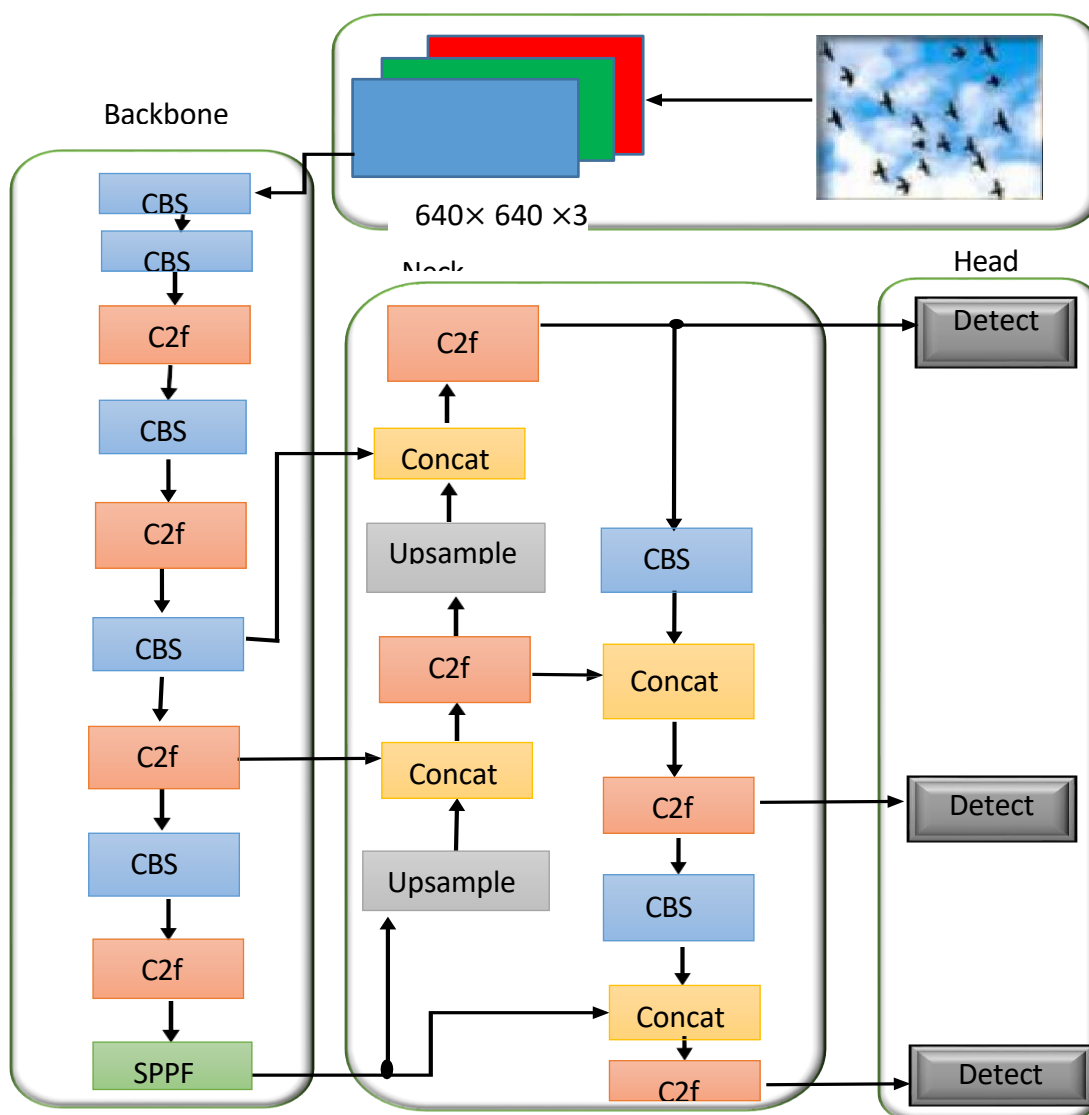 Backbone
CBS
CBS
C2f
CBS
C2f
CBS
C2f
CBS
C2f
SPPF
640× 640 ×3
Neck
C2f
Concat
Upsample
C2f
Concat
Upsample
CBS
Concat
C2f
CBS
Concat
C2f
Head
Detect
Detect
Detect